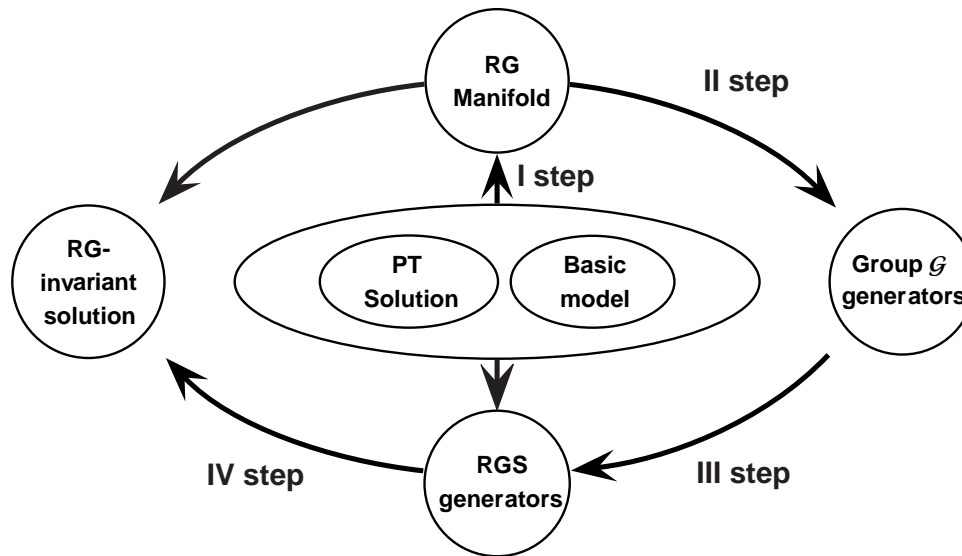 RG
Manifold
II step
I step
RG-
invariant
solution
PT
Solution
Basic
model
Group 𝒢
generators
RGS
generators
IV step
III step